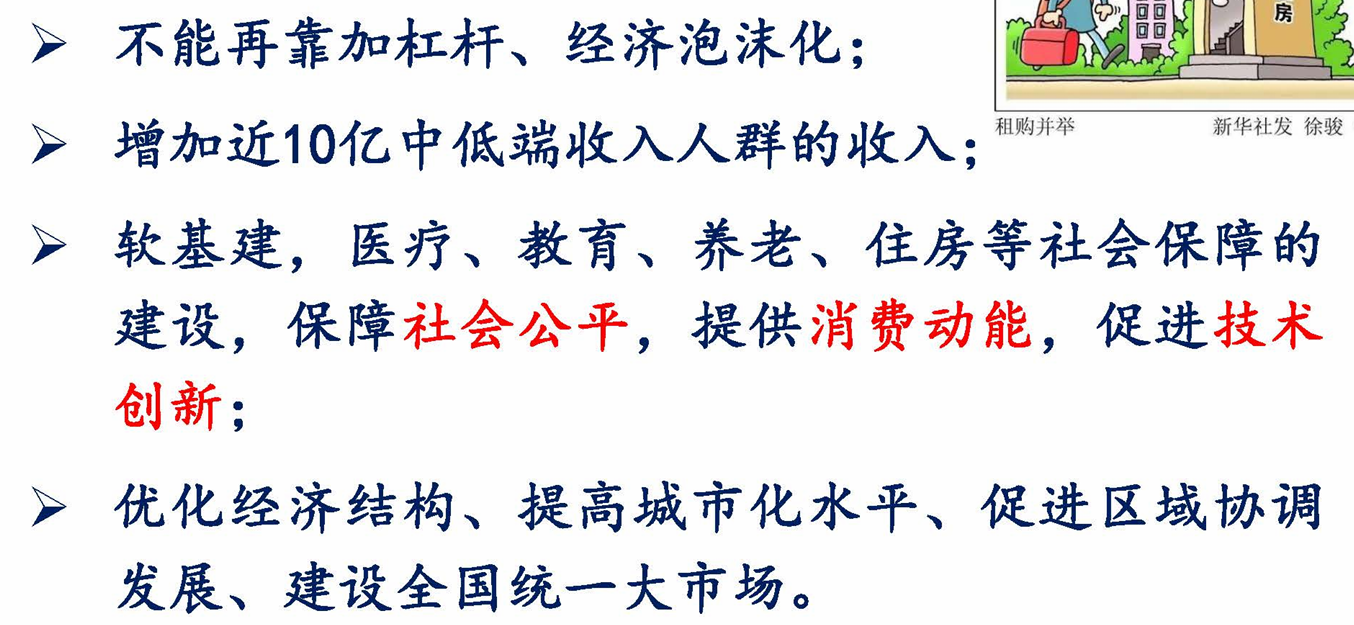 不能再靠加杠杆、经济泡沫化；
房
租购并举
新华社发 徐骏
增加近10亿中低端收入人群的收入；
软基建，医疗、教育、养老、住房等社会保障的
建设，保障社会公平，提供消费动能，促进技术
创新；
优化经济结构、提高城市化水平、促进区域协调
发展、建设全国统一大市场。